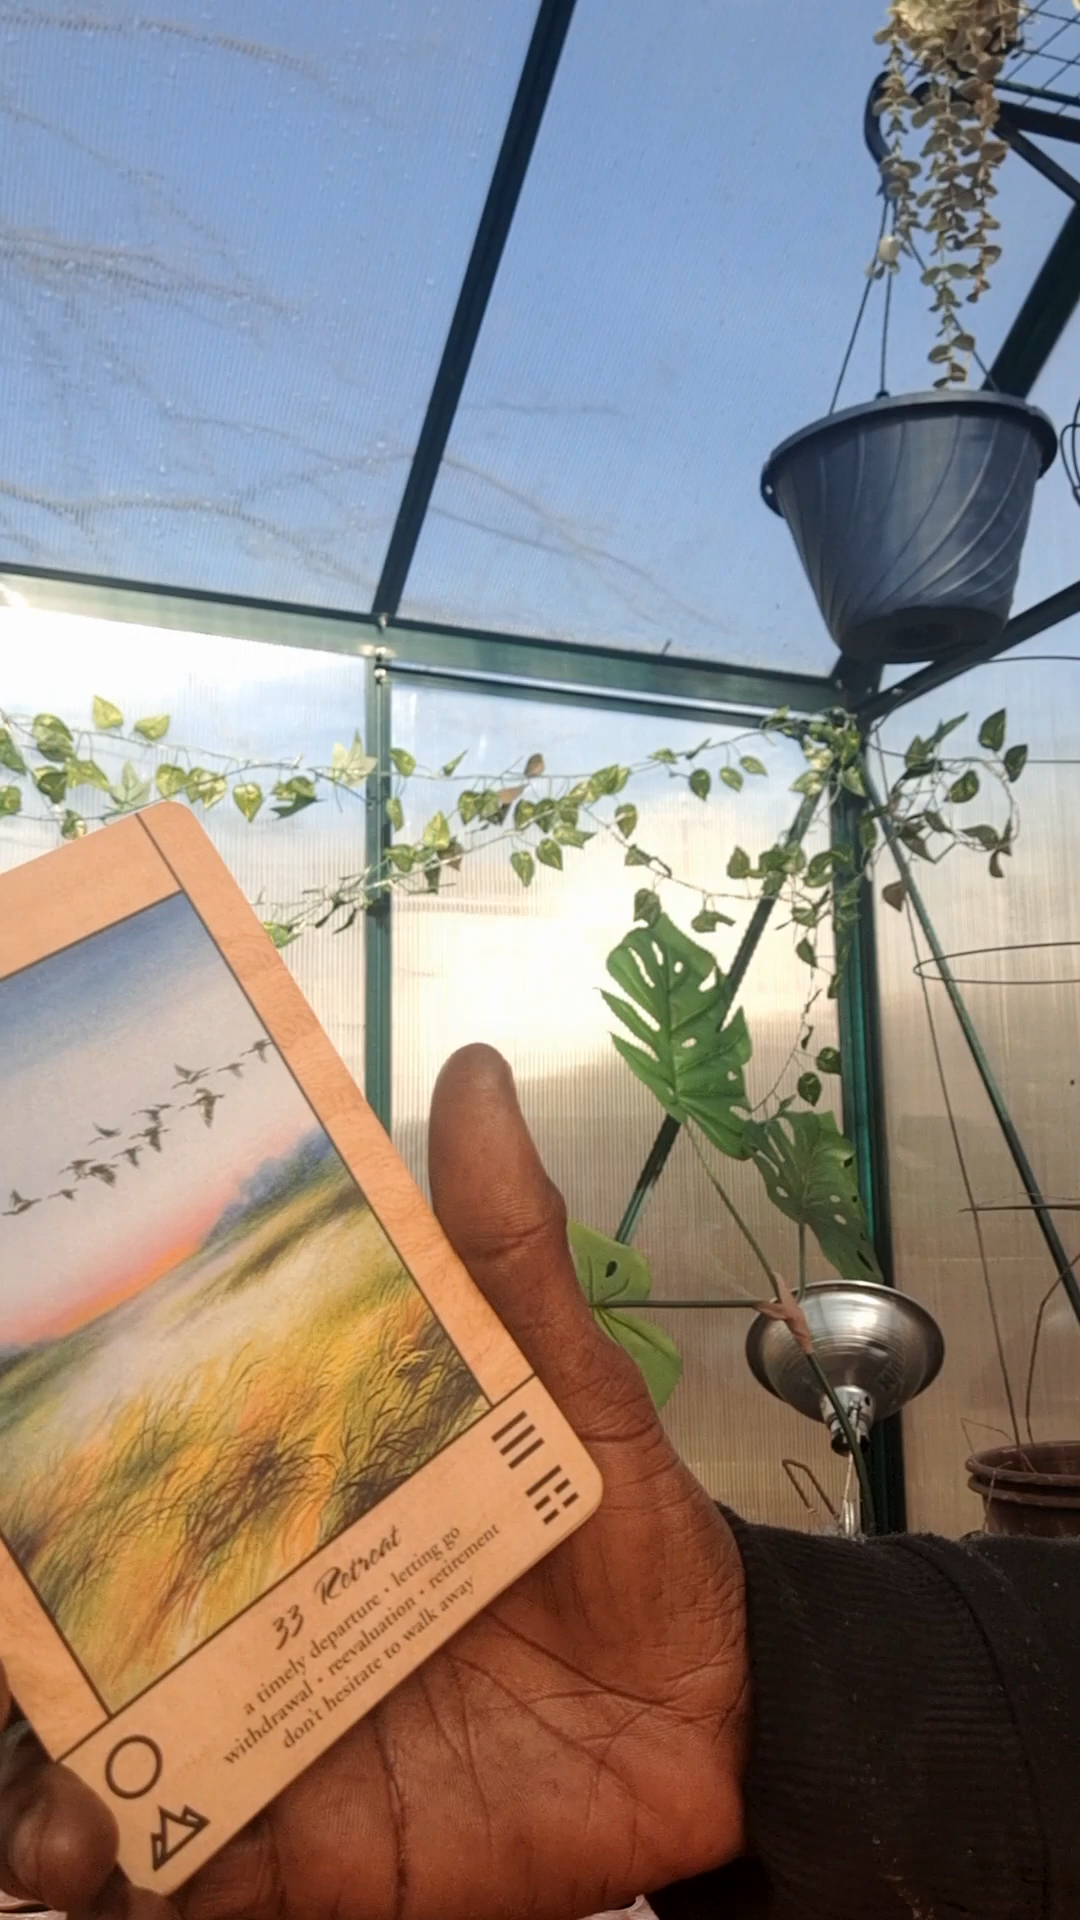 33 Retreat
a timely departure • letting go
withdrawal • reevaluation • retirement
don't hesitate to walk away